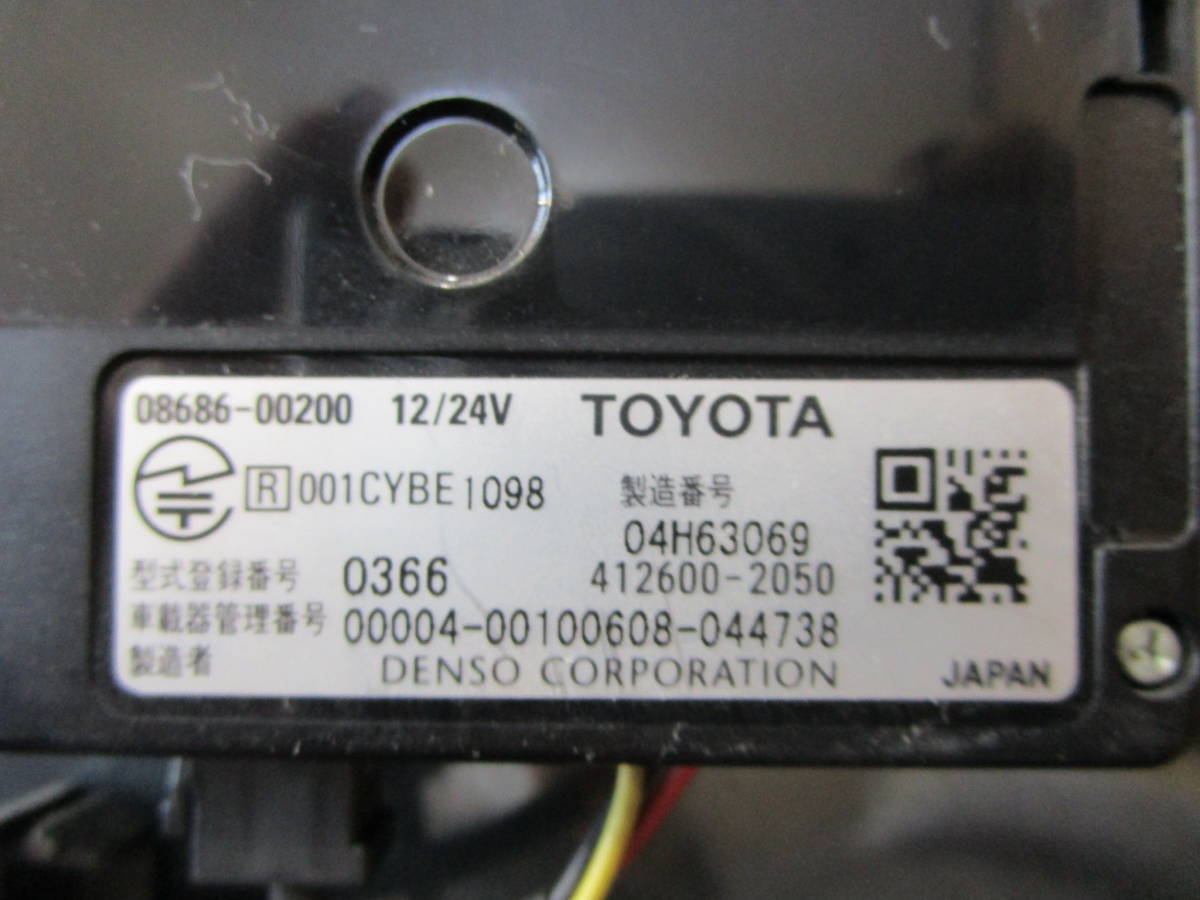 08686-00200 12/24V TOYOTA
R 001CYBE1098 製造番号
04H63069
型式登録番号 0366 412600-2050
車載器管理番号 00004-00100608-044738
製造者 DENSO CORPORATION JAPAN